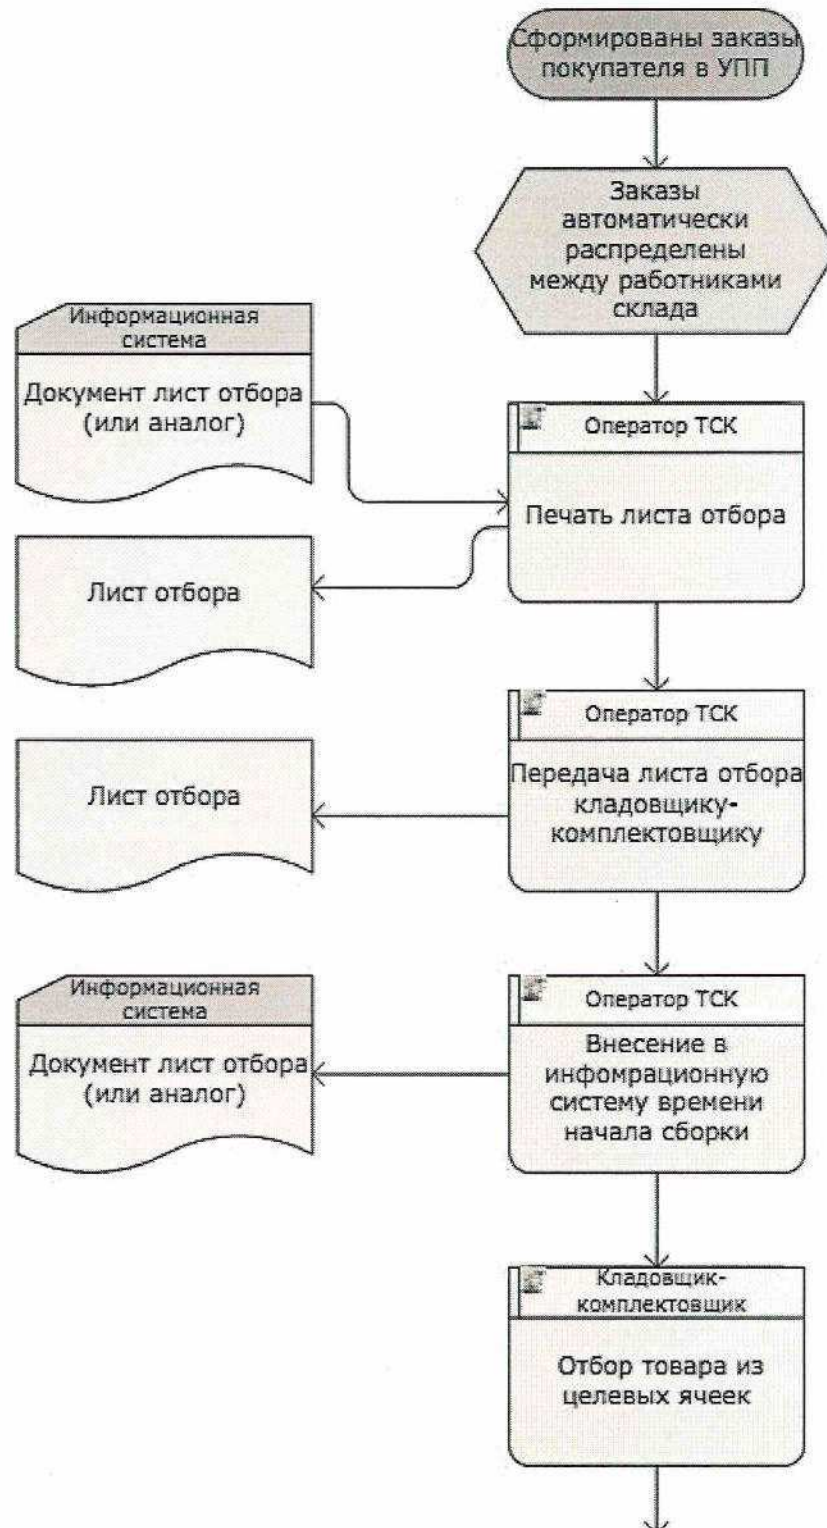 Сформированы заказы
покупателя в УПП
Заказы
автоматически
распределены
между работниками
склада
Информационная
система
Документ лист отбора
(или аналог)
Оператор ТСК
Печать листа отбора
Лист отбора
Оператор ТСК
Передача листа отбора
кладовщику-
комплектовщику
Лист отбора
Информационная
система
Документ лист отбора
(или аналог)
Оператор ТСК
Внесение в
инфомрационную
систему времени
начала сборки
Кладовщик-
комплектовщик
Отбор товара из
целевых ячеек